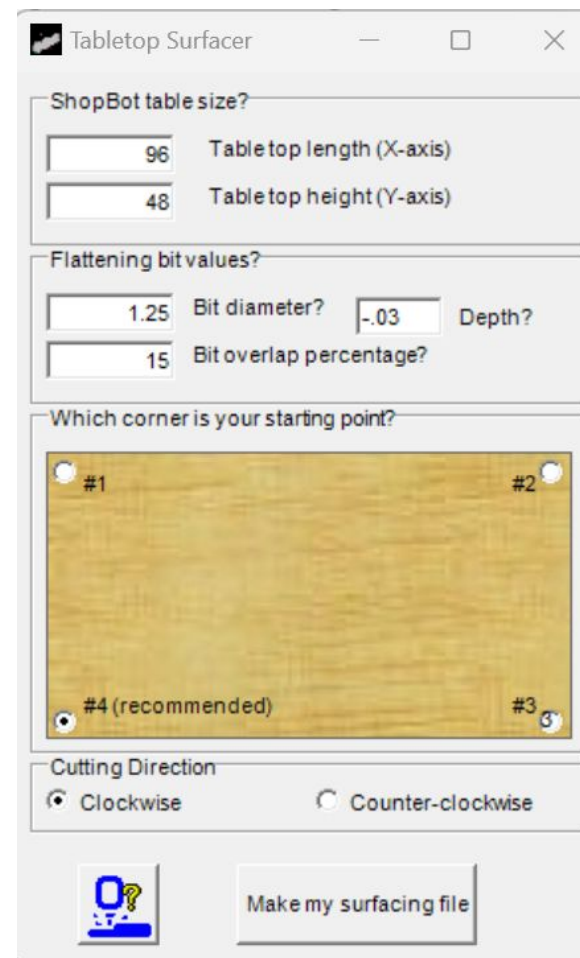 Tabletop Surfacer
ShopBot table size?
96 Table top length (X-axis)
48 Table top height (Y-axis)
Flattening bit values?
1.25 Bit diameter? -.03 Depth?
15 Bit overlap percentage?
Which corner is your starting point?
#1 #2
#4 (recommended) #3
Cutting Direction
Clockwise Counter-clockwise
Make my surfacing file